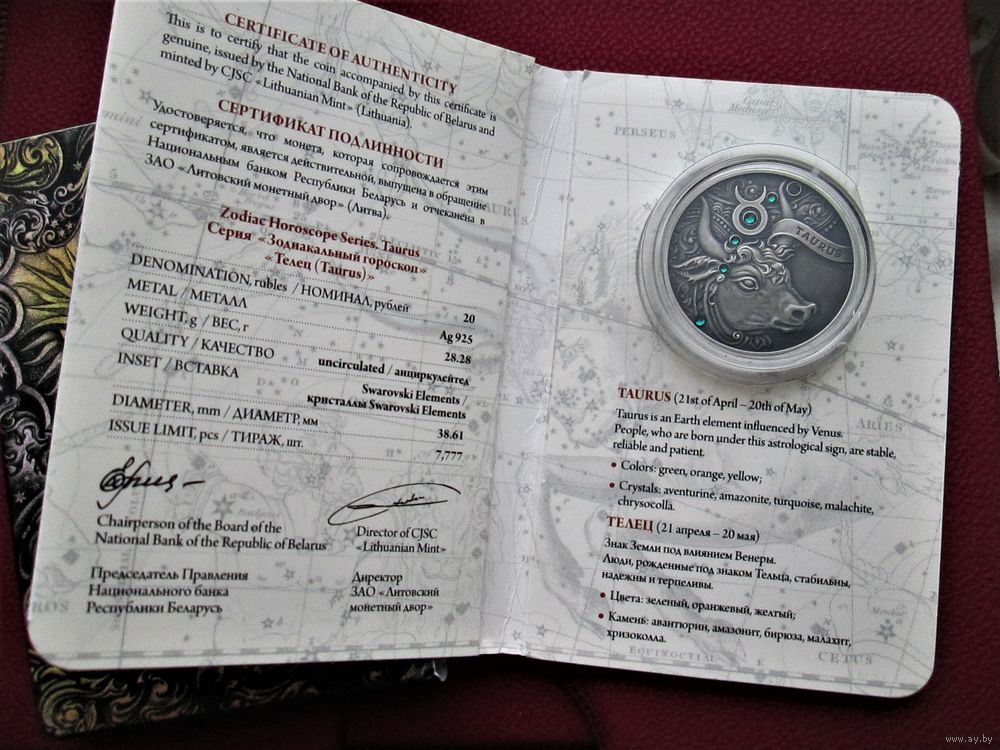 CERTIFICATE OF AUTHENTICITY
This is to certify that the coin accompanied by this certificate is
genuine, issued by the National Bank of the Republic of Belarus and
minted by CJSC «Lithuanian Mint» (Lithuania).
СЕРТИФИКАТ ПОДЛИННОСТИ
Удостоверяется, что монета, которая сопровождается этим
сертификатом, является действительной, выпущена в обращение
Национальным банком Республики Беларусь и отчеканена в
ЗАО «Литовский монетный двор» (Литва).
Zodiac Horoscope Series. Taurus
Серия «Зодиакальный гороскоп»
«Телец (Taurus)»
DENOMINATION, rubles / НОМИНАЛ, рублей 20
METAL / МЕТАЛЛ Ag 925
WEIGHT, g / ВЕС, г 28.28
QUALITY / КАЧЕСТВО uncirculated / анциркулейтед
INSET / ВСТАВКА Swarovski Elements /
кристаллы Swarovski Elements
DIAMETER, mm / ДИАМЕТР, мм 38.61
ISSUE LIMIT, pcs / ТИРАЖ, шт. 7,777
Chairperson of the Board of the
National Bank of the Republic of Belarus
Director of CJSC
«Lithuanian Mint»
Председатель Правления
Национального банка
Республики Беларусь
Директор
ЗАО «Литовский
монетный двор»
PERSEUS
Caput
Medusae
TAURUS
TAURUS (21st of April – 20th of May)
Taurus is an Earth element influenced by Venus.
People, who are born under this astrological sign, are stable,
reliable and patient.
• Colors: green, orange, yellow;
• Crystals: aventurine, amazonite, turquoise, malachite,
chrysocolla.
ARIES
ТЕЛЕЦ (21 апреля – 20 мая)
Знак Земли под влиянием Венеры.
Люди, рожденные под знаком Тельца, стабильны,
надежны и терпеливы.
• Цвета: зеленый, оранжевый, желтый;
• Камень: авантюрин, амазонит, бирюза, малахит,
хризоколла.
EQUINOCTIAL
CETUS
www.ay.by